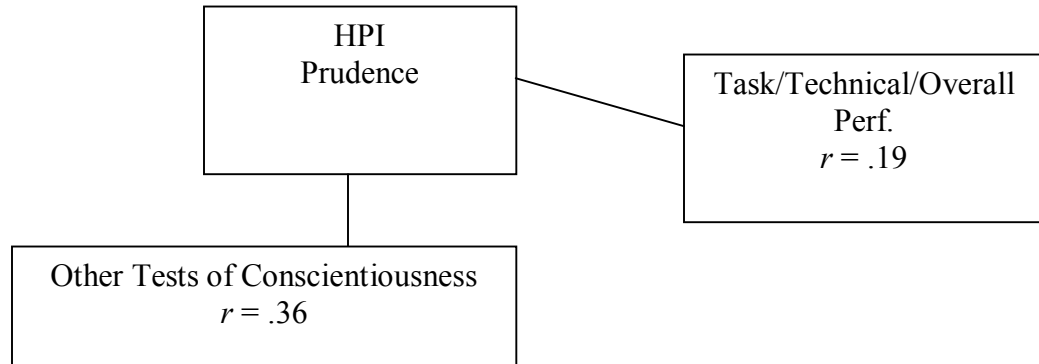 HPI
Prudence
Task/Technical/Overall
Perf.
r = .19
Other Tests of Conscientiousness
r = .36